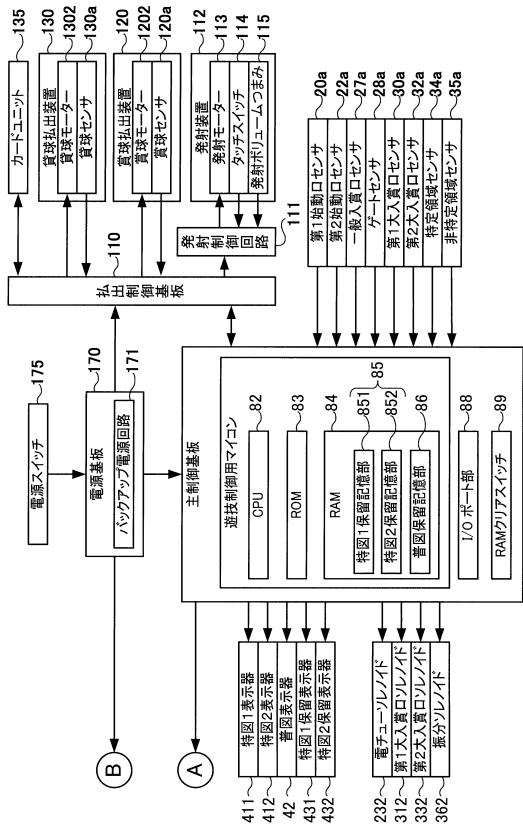 電源スイッチ
175
電源基板
170
バックアップ電源回路
171
カードユニット
135
貸球払出装置
130
貸球モーター
1302
貸球センサ
130a
賞球払出装置
120
賞球モーター
1202
賞球センサ
120a
発射装置
112
発射モーター
113
タッチスイッチ
114
発射ボリュームつまみ
115
払出制御基板
110
発射制御回路
111
主制御基板
遊技制御用マイコン
CPU
82
ROM
83
RAM
84
特図1保留記憶部
851
特図2保留記憶部
852
85
普図保留記憶部
86
I/Oポート部
88
RAMクリアスイッチ
89
第1始動口センサ
20a
第2始動口センサ
22a
一般入賞口センサ
27a
ゲートセンサ
28a
第1大入賞口センサ
30a
第2大入賞口センサ
32a
特定領域センサ
34a
非特定領域センサ
35a
B
A
特図1表示器
411
特図2表示器
412
普図表示器
42
特図1保留表示器
431
特図2保留表示器
432
電チューソレノイド
232
第1大入賞口ソレノイド
312
第2大入賞口ソレノイド
332
振分ソレノイド
362